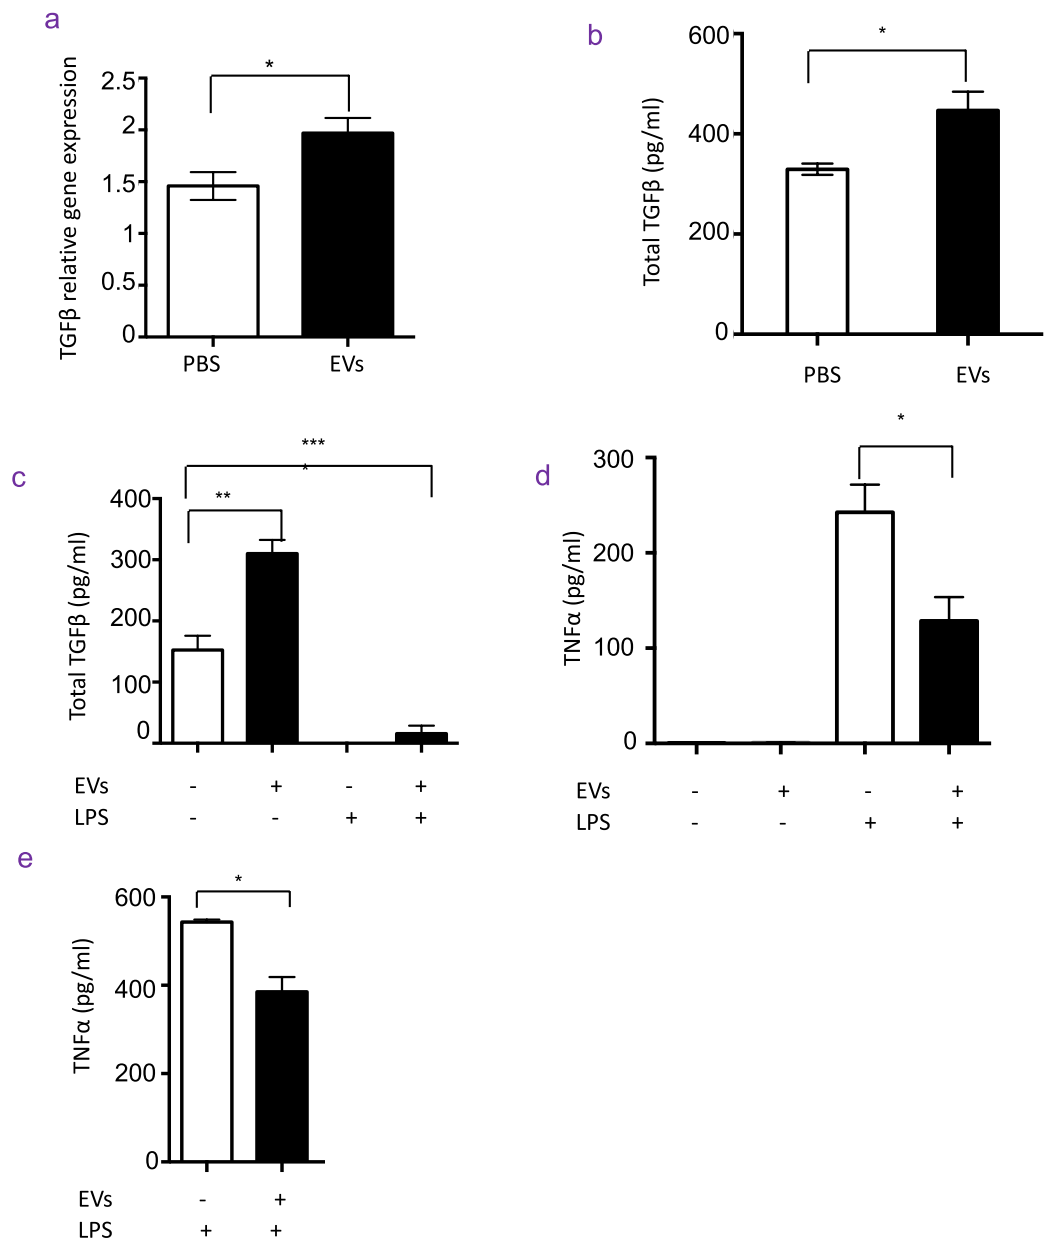 a
TGFβ relative gene expression
2.5
2
1.5
1
0.5
0
*
PBS
EVs
b
Total TGFβ (pg/ml)
600
400
200
0
*
PBS
EVs
c
Total TGFβ (pg/ml)
400
300
200
100
0
***
*
**
EVs - + - +
LPS - - + +
d
TNFα (pg/ml)
300
200
100
0
*
EVs - + - +
LPS - - + +
e
TNFα (pg/ml)
600
400
200
0
*
EVs - +
LPS + +